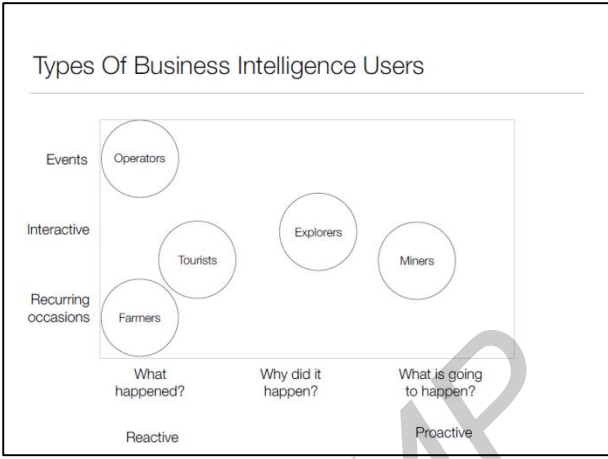 Types Of Business Intelligence Users
Events
Operators
Interactive
Explorers
Tourists
Miners
Recurring
occasions
Farmers
What
happened?
Why did it
happen?
What is going
to happen?
Reactive
Proactive